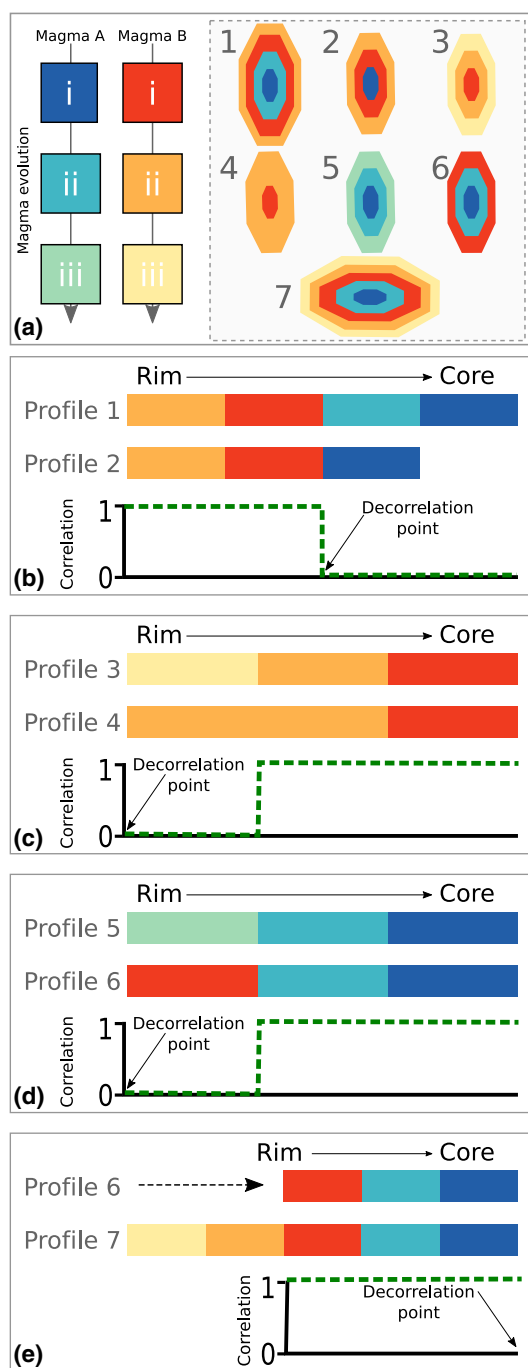 Magma A Magma B
Magma evolution
i i
ii ii
iii iii
(a)
1 2 3
4 5 6
7
Rim Core
Profile 1
Profile 2
Correlation
1
0
Decorrelation
point
(b)
Rim Core
Profile 3
Profile 4
Correlation
1
0
Decorrelation
point
(c)
Rim Core
Profile 5
Profile 6
Correlation
1
0
Decorrelation
point
(d)
Rim Core
Profile 6
Profile 7
Correlation
1
0
Decorrelation
point
(e)